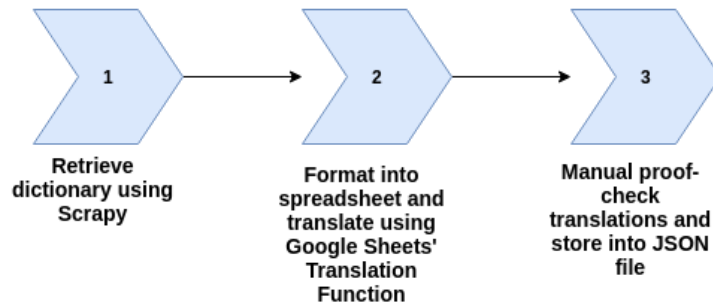 1
Retrieve
dictionary using
Scrapy
2
Format into
spreadsheet and
translate using
Google Sheets'
Translation
Function
3
Manual proof-
check
translations and
store into JSON
file